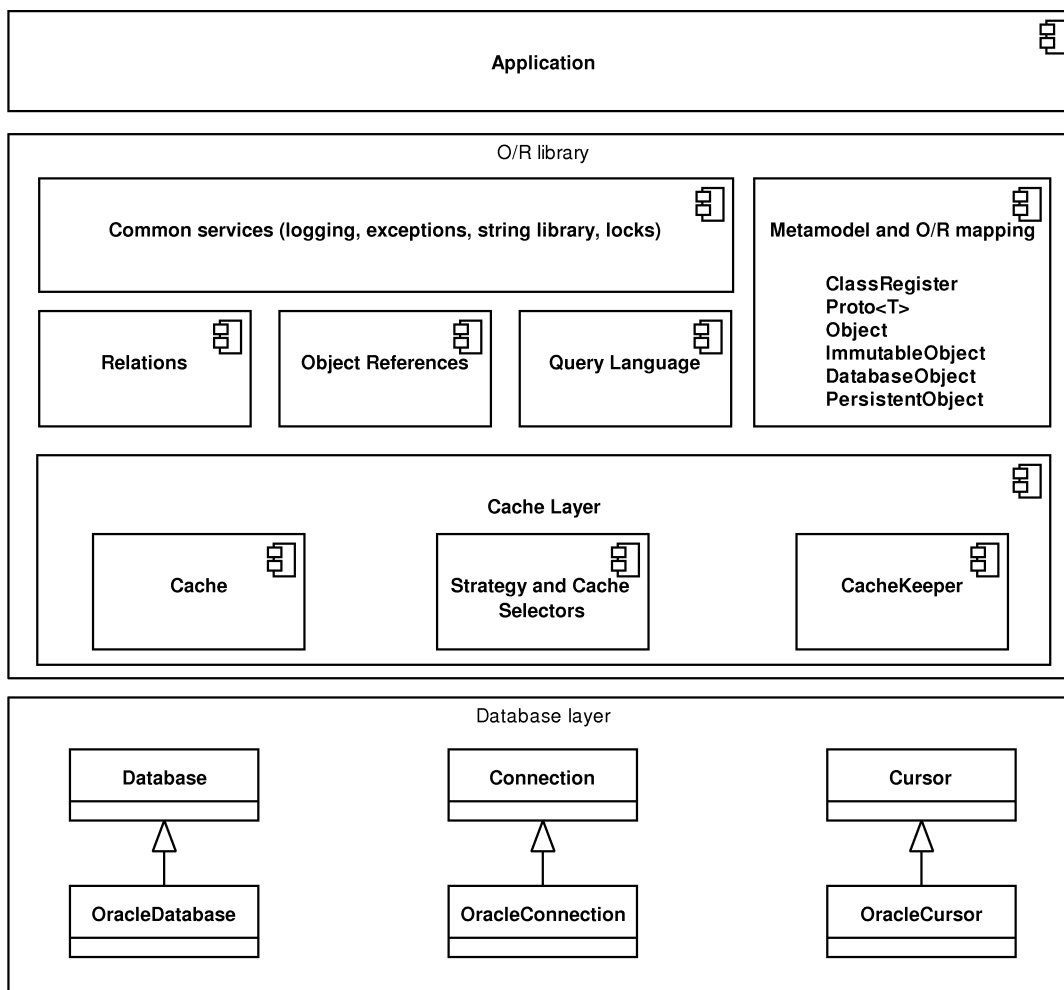 Application
O/R library
Common services (logging, exceptions, string library, locks)
Metamodel and O/R mapping
ClassRegister
Proto<T>
Object
ImmutableObject
DatabaseObject
PersistentObject
Relations
Object References
Query Language
Cache Layer
Cache
Strategy and Cache
Selectors
CacheKeeper
Database layer
Database
Connection
Cursor
OracleDatabase
OracleConnection
OracleCursor